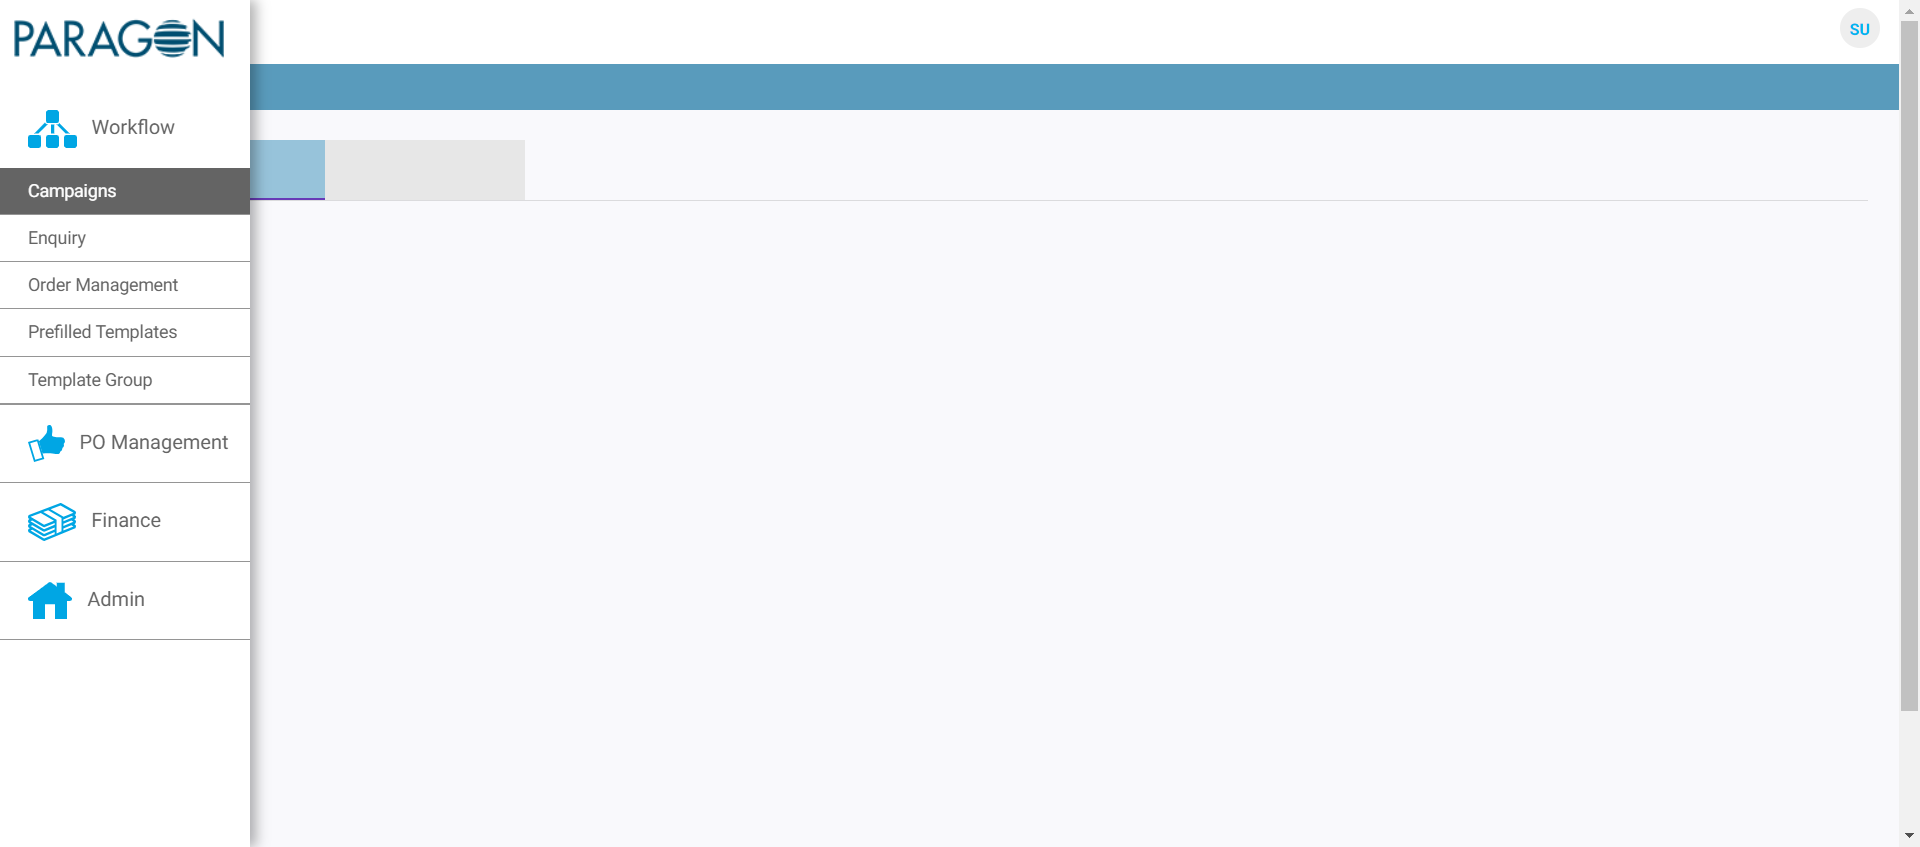 PARAGON
SU
Workflow
Campaigns
Enquiry
Order Management
Prefilled Templates
Template Group
PO Management
Finance
Admin